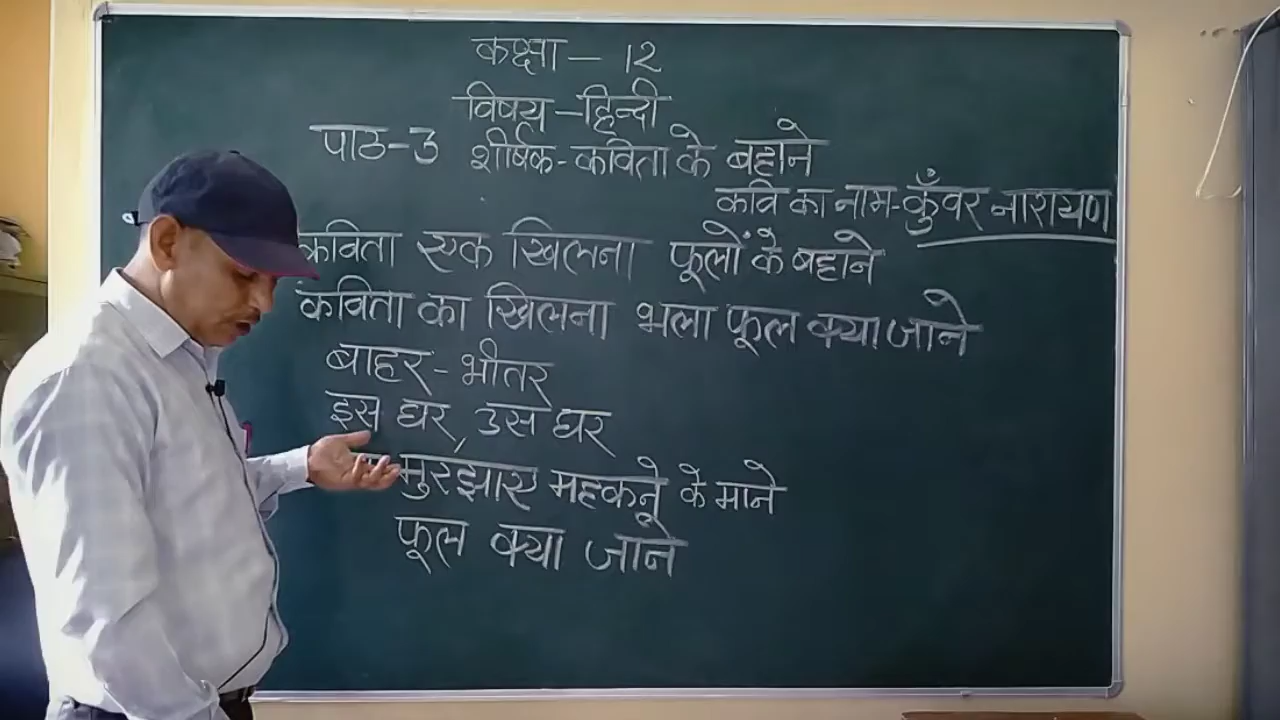 कक्षा – 12
विषय – हिन्दी
पाठ-3 शीर्षक - कविता के बहाने
कवि का नाम - कुँवर नारायण
कविता एक खिलना फूलों के बहाने
कविता का खिलना भला फूल क्या जाने
बाहर - भीतर
इस घर, उस घर
मुरझाए महकने के माने
फूल क्या जाने